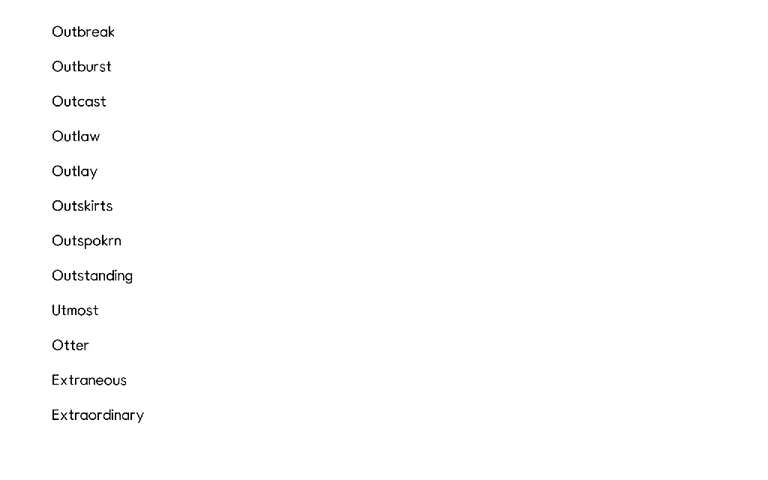 Outbreak
Outburst
Outcast
Outlaw
Outlay
Outskirts
Outspokrn
Outstanding
Utmost
Otter
Extraneous
Extraordinary